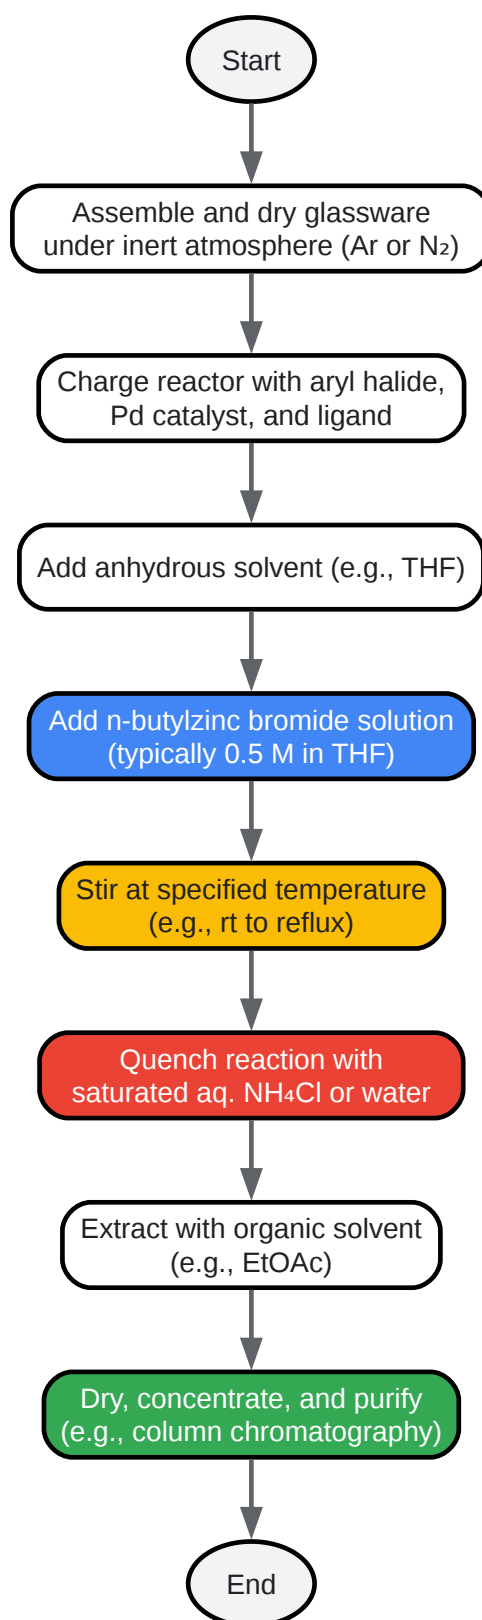 Start
Assemble and dry glassware
under inert atmosphere (Ar or N₂)
Charge reactor with aryl halide,
Pd catalyst, and ligand
Add anhydrous solvent (e.g., THF)
Add n-butylzinc bromide solution
(typically 0.5 M in THF)
Stir at specified temperature
(e.g., rt to reflux)
Quench reaction with
saturated aq. NH₄Cl or water
Extract with organic solvent
(e.g., EtOAc)
Dry, concentrate, and purify
(e.g., column chromatography)
End